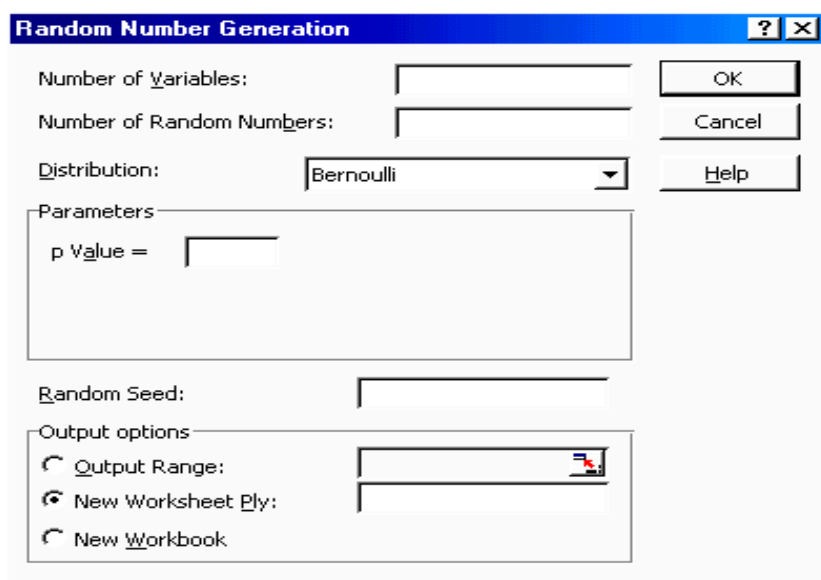 Random Number Generation
Number of Variables:
OK
Number of Random Numbers:
Cancel
Distribution:
Bernoulli
Help
Parameters
p Value =
Random Seed:
Output options
Output Range:
New Worksheet Ply:
New Workbook